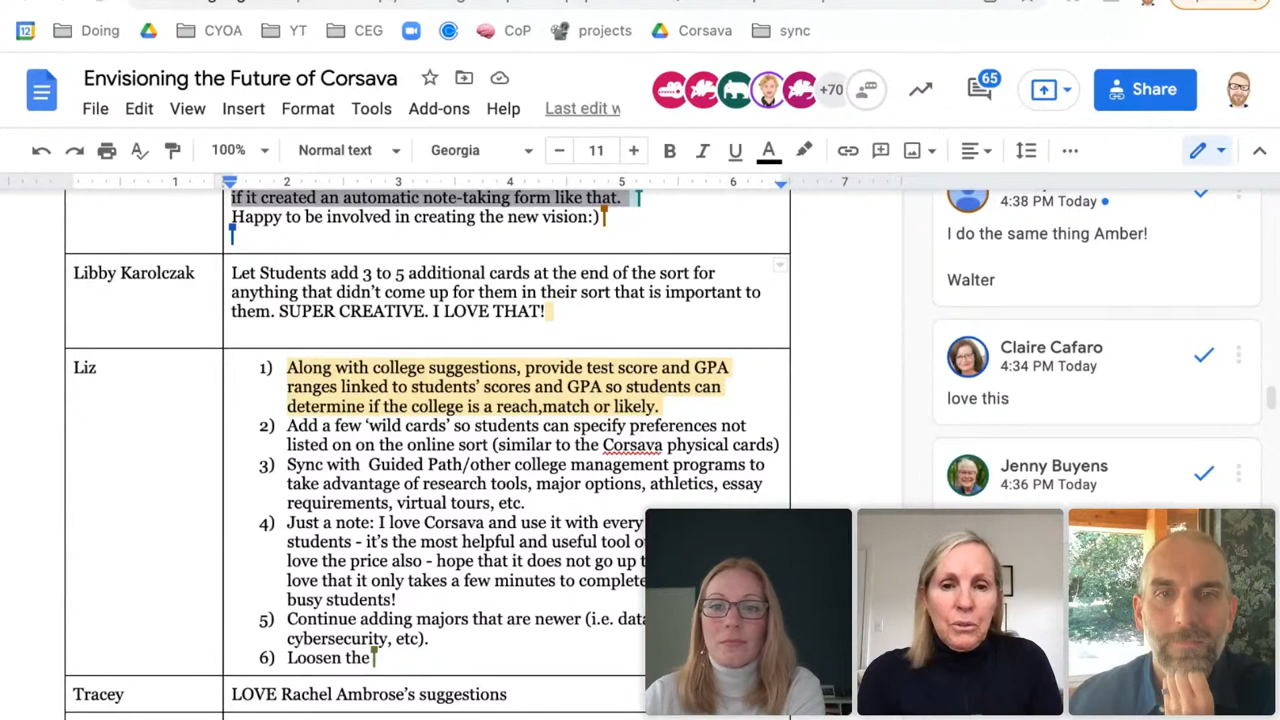 12 Doing CYOA YT CEG CoP projects Corsava sync
Envisioning the Future of Corsava
+70
65
Share
File Edit View Insert Format Tools Add-ons Help Last edit w
100% Normal text Georgia 11
1 2 3 4 5 6 7
if it created an automatic note-taking form like that.
Happy to be involved in creating the new vision:)
Libby Karolczak
Let Students add 3 to 5 additional cards at the end of the sort for
anything that didn't come up for them in their sort that is important to
them. SUPER CREATIVE. I LOVE THAT!
Liz
1) Along with college suggestions, provide test score and GPA
ranges linked to students' scores and GPA so students can
determine if the college is a reach,match or likely.
2) Add a few 'wild cards' so students can specify preferences not
listed on on the online sort (similar to the Corsava physical cards)
3) Sync with Guided Path/other college management programs to
take advantage of research tools, major options, athletics, essay
requirements, virtual tours, etc.
4) Just a note: I love Corsava and use it with every
students - it's the most helpful and useful tool
love the price also - hope that it does not go up
love that it only takes a few minutes to complete
busy students!
5) Continue adding majors that are newer (i.e.
cybersecurity, etc).
6) Loosen the
Tracey
LOVE Rachel Ambrose's suggestions
4:38 PM Today
I do the same thing Amber!
Walter
Claire Cafaro
4:34 PM Today
love this
Jenny Buyens
4:36 PM Today